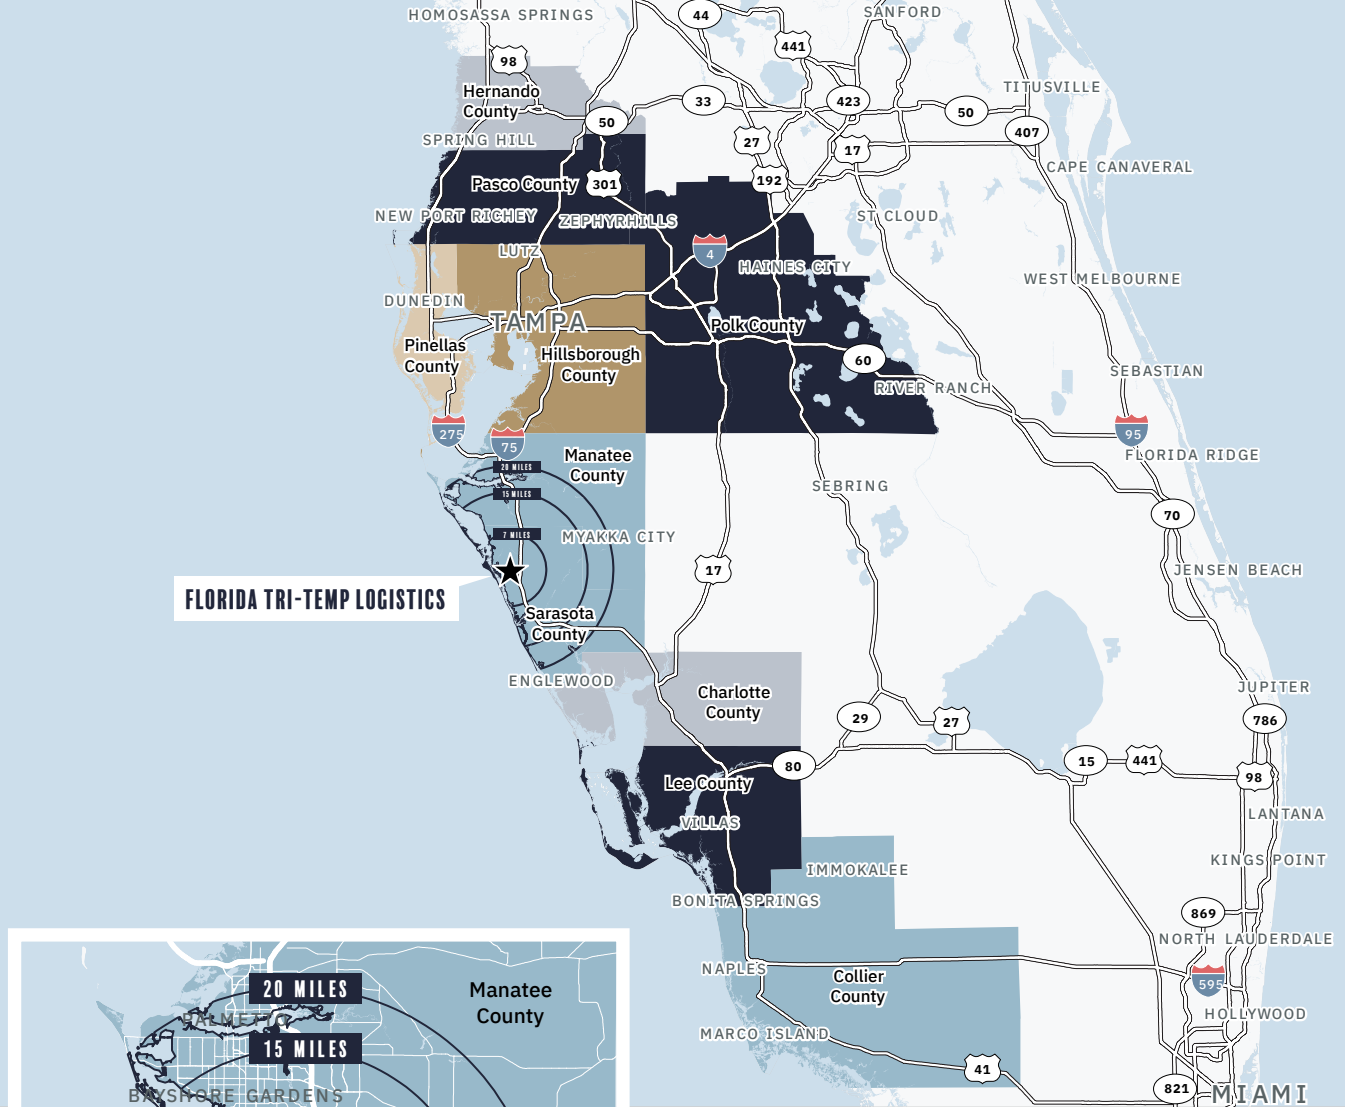 HOMOSASSA SPRINGS
44
SANFORD
441
98
TITUSVILLE
Hernando
County
33
423
50
50
407
SPRING HILL
27
17
CAPE CANAVERAL
Pasco County
301
192
NEW PORT RICHEY
ZEPHYRHILLS
ST CLOUD
LUTZ
4
HAINES CITY
WEST MELBOURNE
DUNEDIN
TAMPA
Polk County
Pinellas
County
Hillsborough
County
60
SEBASTIAN
RIVER RANCH
275
75
95
Manatee
County
FLORIDA RIDGE
20 MILES
SEBRING
15 MILES
70
7 MILES
MYAKKA CITY
17
JENSEN BEACH
FLORIDA TRI-TEMP LOGISTICS
Sarasota
County
ENGLEWOOD
JUPITER
Charlotte
County
29
27
786
80
15
441
98
Lee County
LANTANA
VILLAS
KINGS POINT
IMMOKALEE
BONITA SPRINGS
869
NORTH LAUDERDALE
NAPLES
Collier
County
595
20 MILES
Manatee
County
HOLLYWOOD
PALMETTO
MARCO ISLAND
15 MILES
41
821
BAYSHORE GARDENS
MIAMI